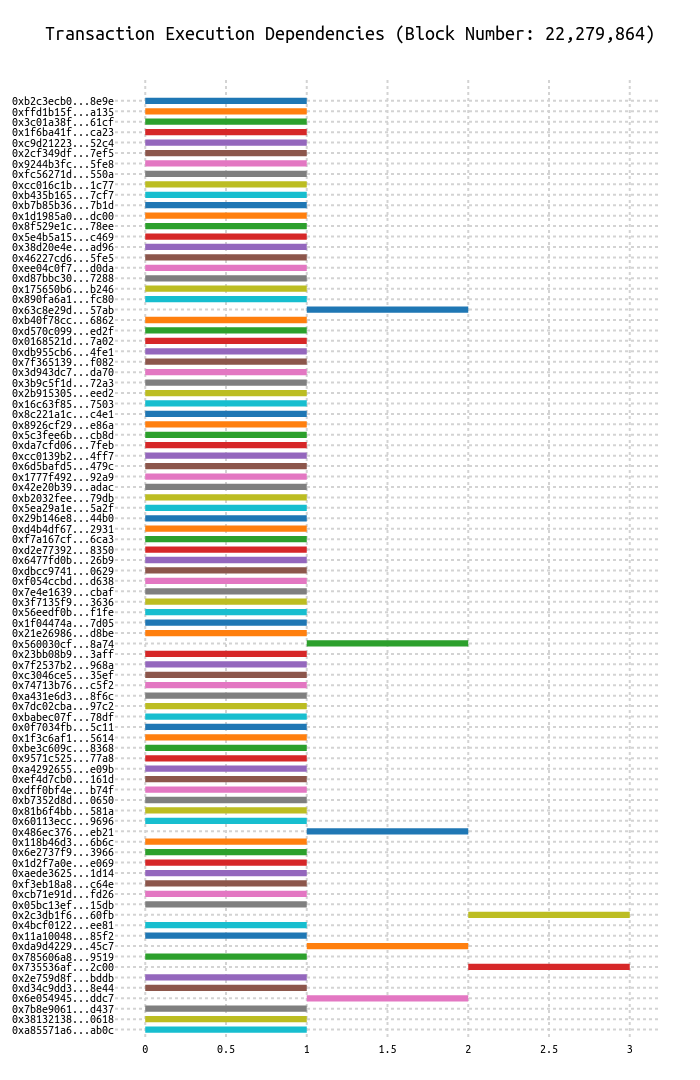 Transaction Execution Dependencies (Block Number: 22,279,864)
0xb2c3ecb0...8e9e
0xffd1b15f...a135
0x3c01a38f...61cf
0x1f6ba41f...ca23
0xc9d21223...52c4
0x2cf349df...7ef5
0x9244b3fc...5fe8
0xfc56271d...550a
0xcc016c1b...1c77
0xb435b165...7cf7
0xb7b85b36...7b1d
0x1d1985a0...dc00
0x8f529e1c...78ee
0x5e4b5a15...c469
0x38d20e4e...ad96
0x46227cd6...5fe5
0xee04c0f7...d0da
0xd87bbc30...7288
0x175650b6...b246
0x890fa6a1...fc80
0x63c8e29d...57ab
0xb40f78cc...6862
0xd570c099...ed2f
0x0168521d...7a02
0xdb955cb6...4fe1
0x7f365139...f082
0x3d943dc7...da70
0x3b9c5f1d...72a3
0x2b915305...eed2
0x16c63f85...7503
0x8c221a1c...c4e1
0x8926cf29...e86a
0x5c3fee6b...cb8d
0xda7cfd06...7feb
0xcc0139b2...4ff7
0x6d5bafd5...479c
0x1777f492...92a9
0x42e20b39...adac
0xb2032fee...79db
0x5ea29a1e...5a2f
0x29b146e8...44b0
0xd4b4df67...2931
0xf7a167cf...6ca3
0xd2e77392...8350
0x6477fd0b...26b9
0xdbcc9741...0629
0xf054ccbd...d638
0x7e4e1639...cbaf
0x3f7135f9...3636
0x56eedf0b...f1fe
0x1f04474a...7d05
0x21e26986...d8be
0x560030cf...8a74
0x23bb08b9...3aff
0x7f2537b2...968a
0xc3046ce5...35ef
0x74713b76...c5f2
0xa431e6d3...8f6c
0x7dc02cba...97c2
0xbabec07f...78df
0x0f7034fb...5c11
0x1f3c6af1...5614
0xbe3c609c...8368
0x9571c525...77a8
0xa4292655...e09b
0xef4d7cb0...161d
0xdff0bf4e...b74f
0xb7352d8d...0650
0x81b6f4bb...581a
0x60113ecc...9696
0x486ec376...eb21
0x118b46d3...6b6c
0x6e2737f9...3966
0x1d2f7a0e...e069
0xaede3625...1d14
0xf3eb18a8...c64e
0xcb71e91d...fd26
0x05bc13ef...15db
0x2c3db1f6...60fb
0x4bcf0122...ee81
0x11a10048...85f2
0xda9d4229...45c7
0x785606a8...9519
0x735536af...2c00
0x2e759d8f...bddb
0xd34c9dd3...8e44
0x6e054945...ddc7
0x7b8e9061...d437
0x38132138...0618
0xa85571a6...ab0c
0 0.5 1 1.5 2 2.5 3